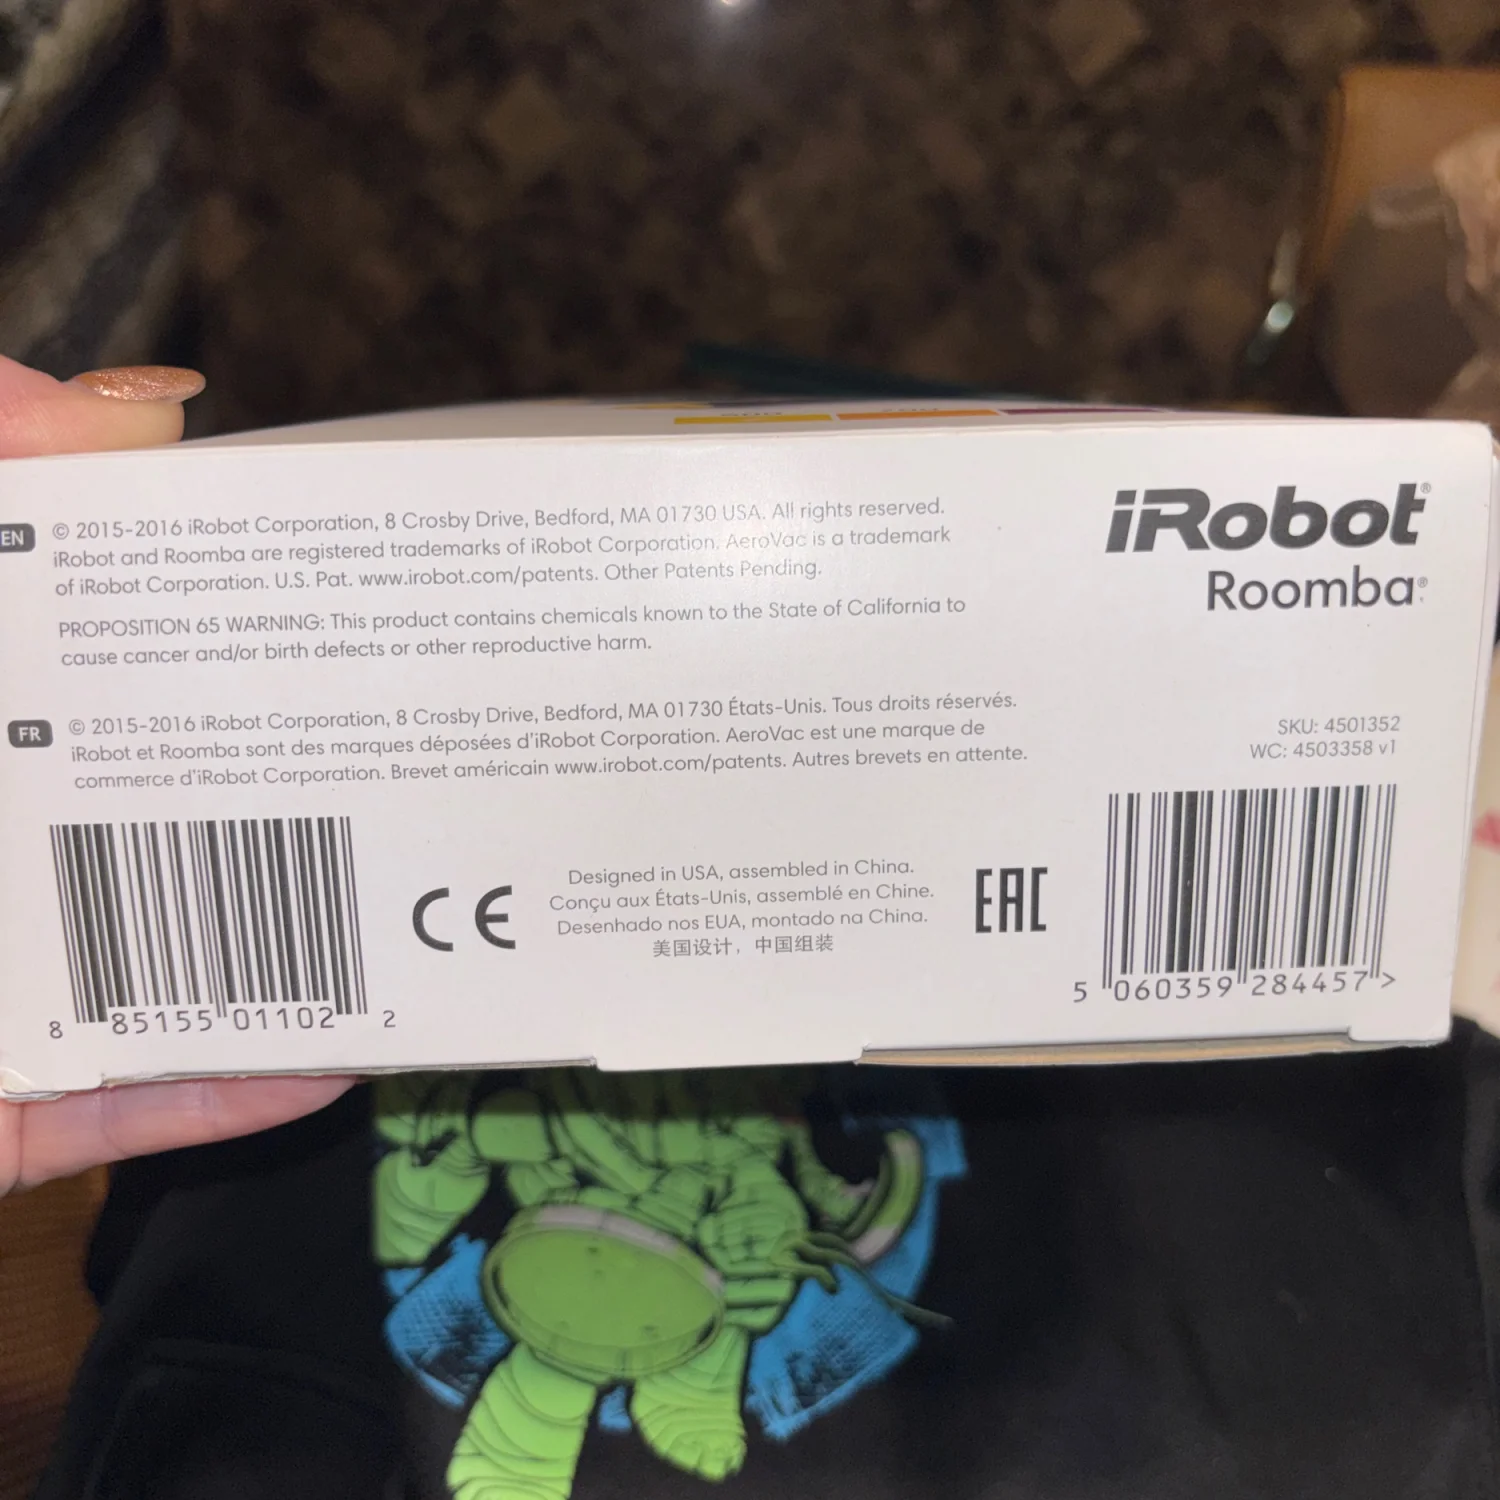 EN
© 2015-2016 iRobot Corporation, 8 Crosby Drive, Bedford, MA 01730 USA. All rights reserved.
iRobot and Roomba are registered trademarks of iRobot Corporation. AeroVac is a trademark
of iRobot Corporation. U.S. Pat. www.irobot.com/patents. Other Patents Pending.
PROPOSITION 65 WARNING: This product contains chemicals known to the State of California to
cause cancer and/or birth defects or other reproductive harm.
iRobot®
Roomba®
FR
© 2015-2016 iRobot Corporation, 8 Crosby Drive, Bedford, MA 01730 États-Unis. Tous droits réservés.
iRobot et Roomba sont des marques déposées d'iRobot Corporation. AeroVac est une marque de
commerce d'iRobot Corporation. Brevet américain www.irobot.com/patents. Autres brevets en attente.
SKU: 4501352
WC: 4503358 v1
8 85155 01102 2
CE
Designed in USA, assembled in China.
Conçu aux États-Unis, assemblé en Chine.
Desenhado nos EUA, montado na China.
美国设计，中国组装
EAC
5 060359 284457 >